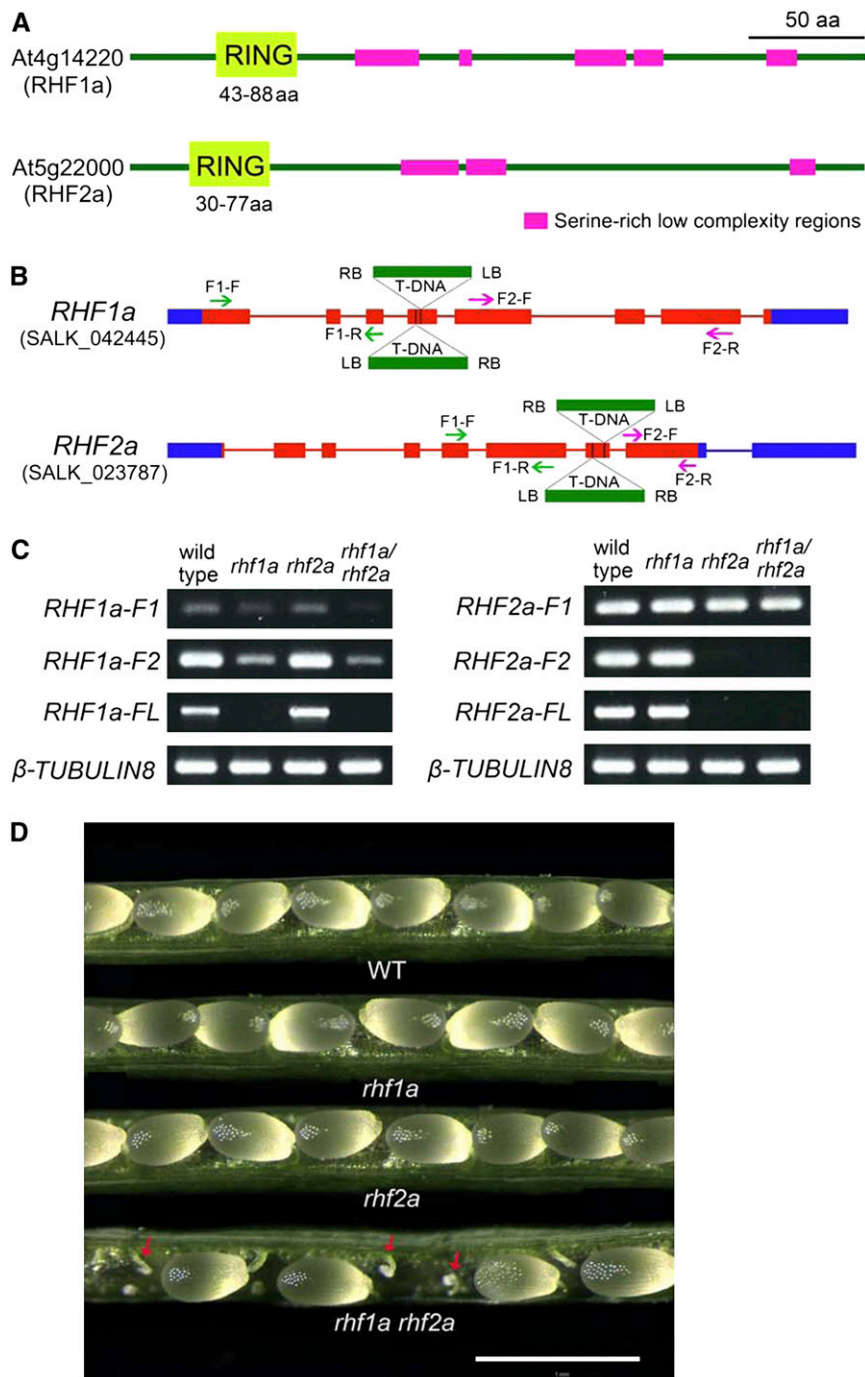 A
50 aa
At4g14220
(RHF1a)
RING
43-88aa
At5g22000
(RHF2a)
RING
30-77aa
Serine-rich low complexity regions
B
RB
T-DNA
LB
F1-F
F2-F
RHF1a
(SALK_042445)
F1-R
F2-R
LB
T-DNA
RB
RB
T-DNA
LB
F1-F
F2-F
RHF2a
(SALK_023787)
F1-R
F2-R
LB
T-DNA
RB
C
wild type
rhf1a
rhf2a
rhf1a/rhf2a
RHF1a-F1
RHF1a-F2
RHF1a-FL
β-TUBULIN8
wild type
rhf1a
rhf2a
rhf1a/rhf2a
RHF2a-F1
RHF2a-F2
RHF2a-FL
β-TUBULIN8
D
WT
rhf1a
rhf2a
rhf1a rhf2a